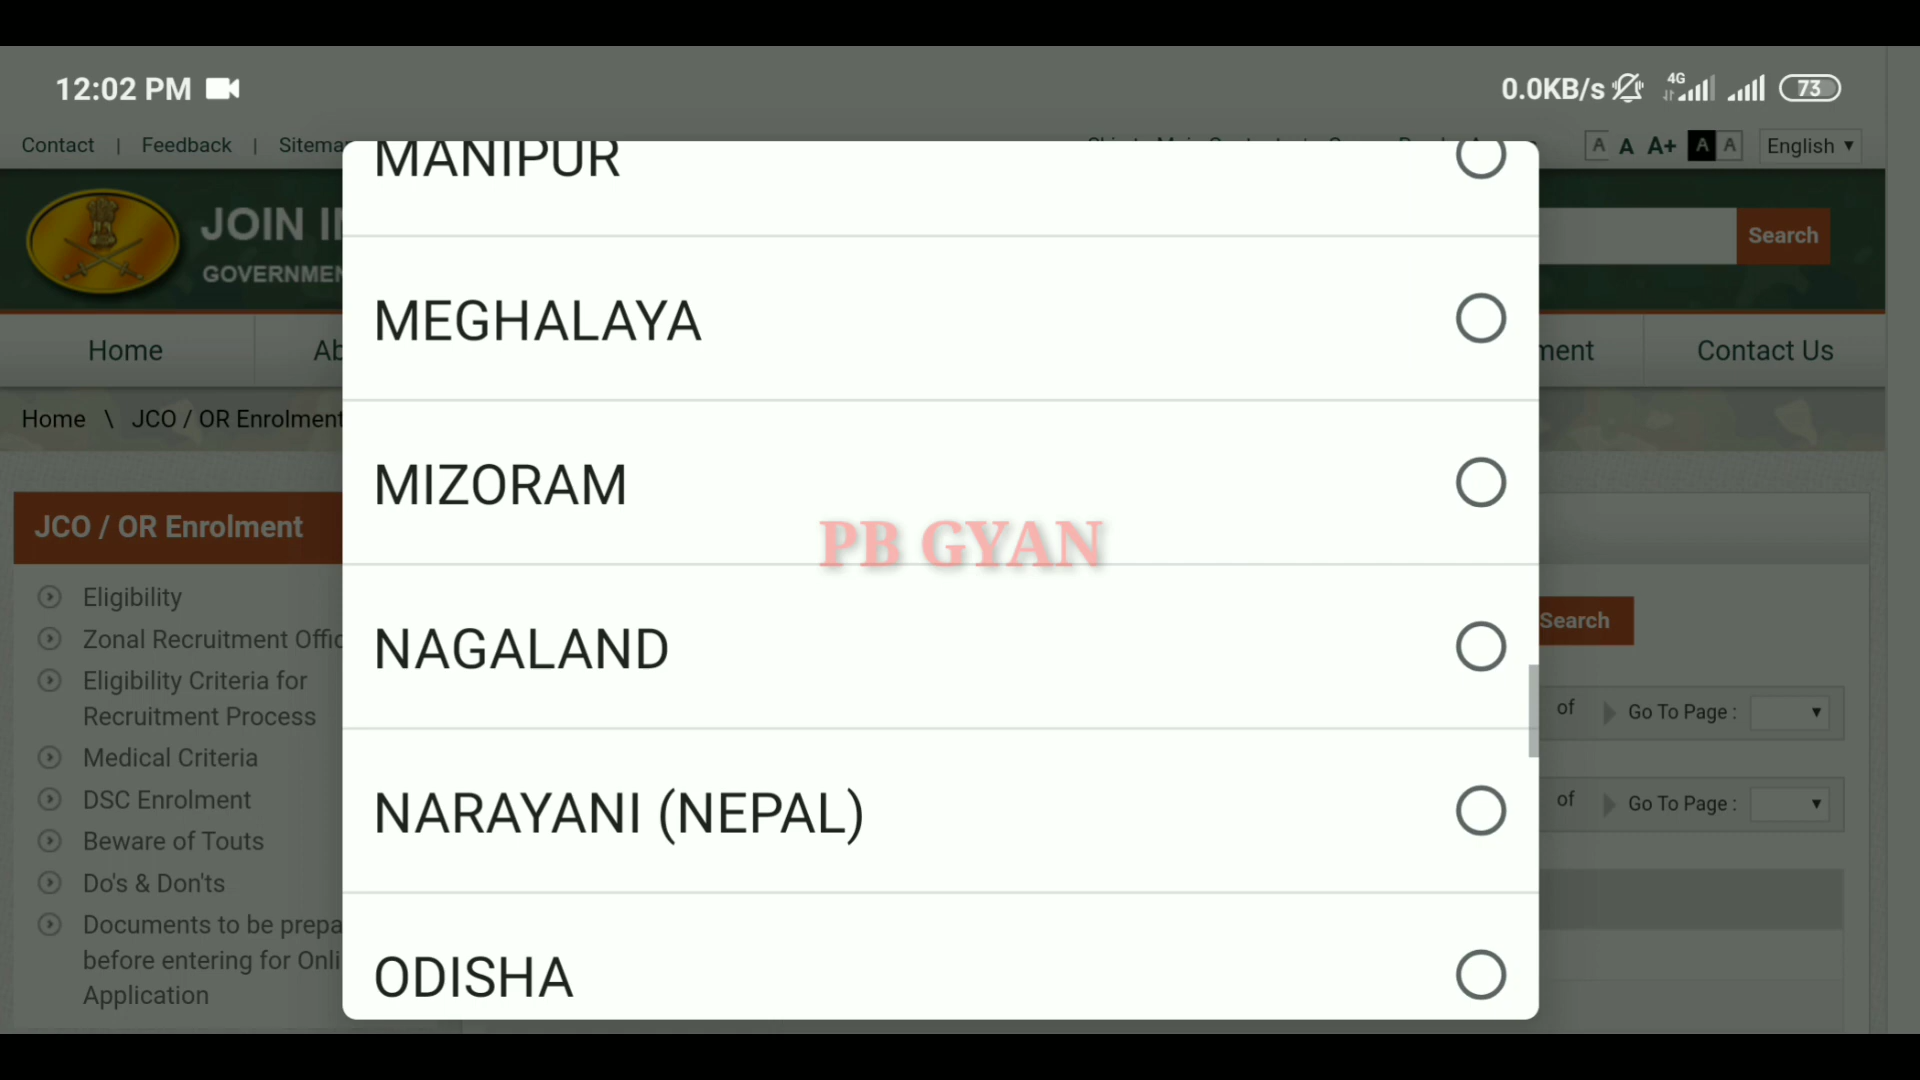 12:02 PM
0.0KB/s 4G 73
Contact | Feedback | Sitema
A A A+ A A English
JOIN I
GOVERNMEN
Search
Home Ab ment Contact Us
Home \ JCO / OR Enrolment
JCO / OR Enrolment
Eligibility
Zonal Recruitment Offic
Eligibility Criteria for
Recruitment Process
Medical Criteria
DSC Enrolment
Beware of Touts
Do's & Don'ts
Documents to be prepa
before entering for Onli
Application
MANIPUR
MEGHALAYA
MIZORAM
PB GYAN
NAGALAND
NARAYANI (NEPAL)
ODISHA
Search
of Go To Page :
of Go To Page :